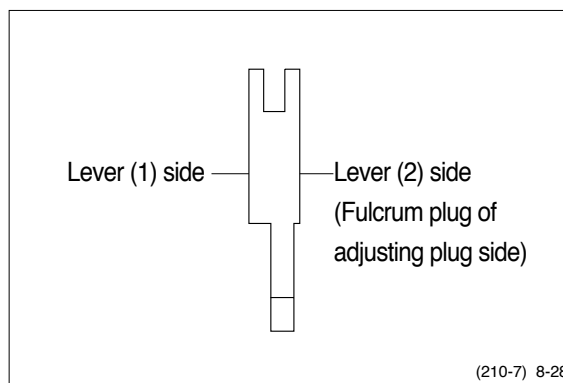 Lever (1) side
Lever (2) side
(Fulcrum plug of
adjusting plug side)
(210-7) 8-28